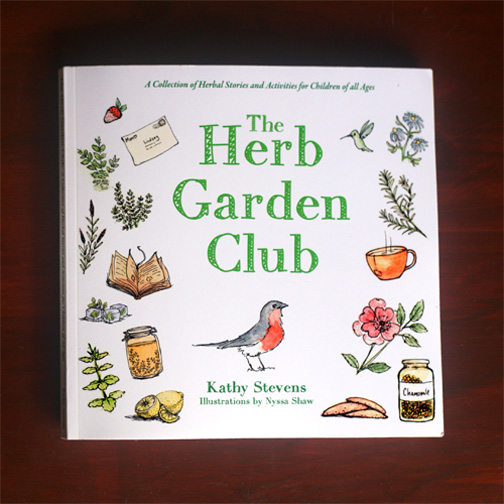 A Collection of Herbal Stories and Activities for Children of all Ages
The
Herb
Garden
Club
Lindsey
Kathy Stevens
Illustrations by Nyssa Shaw
Chamomile